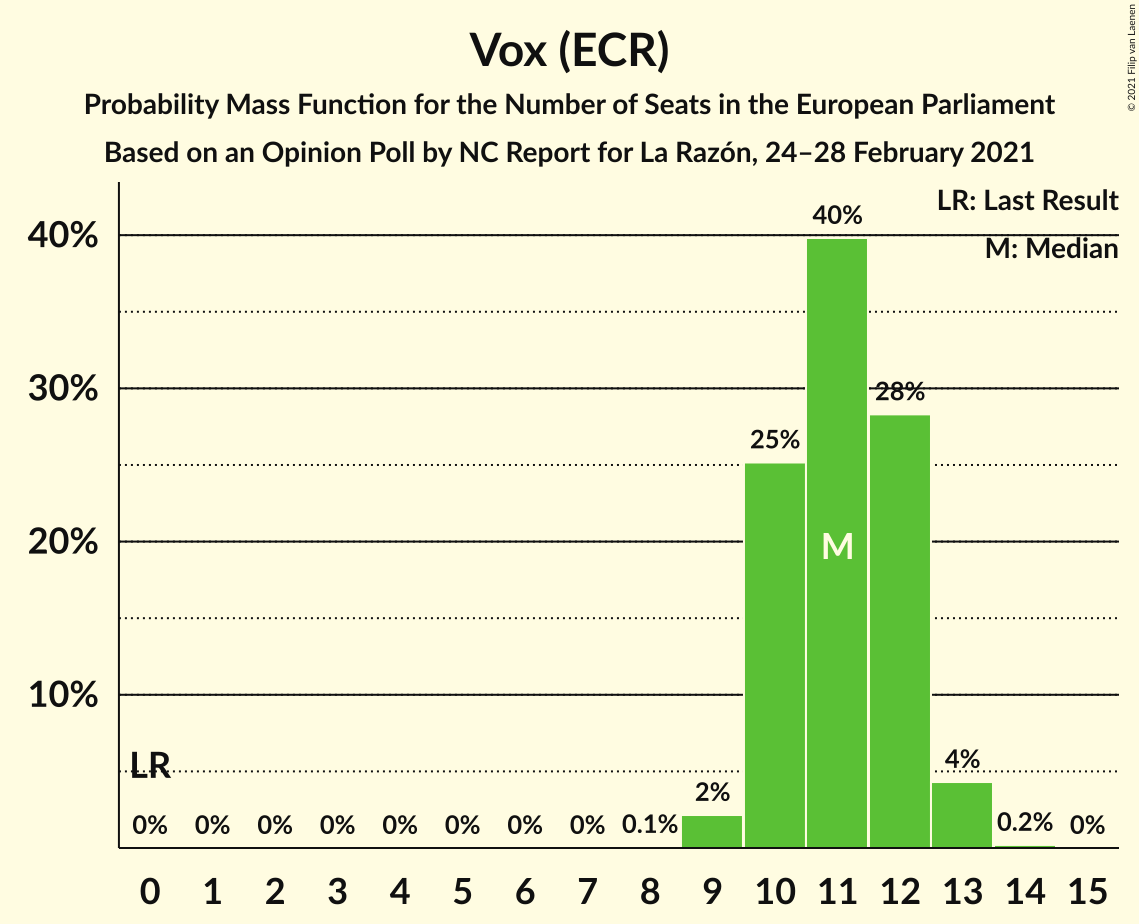 Vox (ECR)
Probability Mass Function for the Number of Seats in the European Parliament
Based on an Opinion Poll by NC Report for La Razón, 24–28 February 2021
© 2021 Filip van Laenen
LR: Last Result
M: Median
40%
30%
20%
10%
LR
M
0% 0% 0% 0% 0% 0% 0% 0% 0.1% 2% 25% 40% 28% 4% 0.2% 0%
0 1 2 3 4 5 6 7 8 9 10 11 12 13 14 15